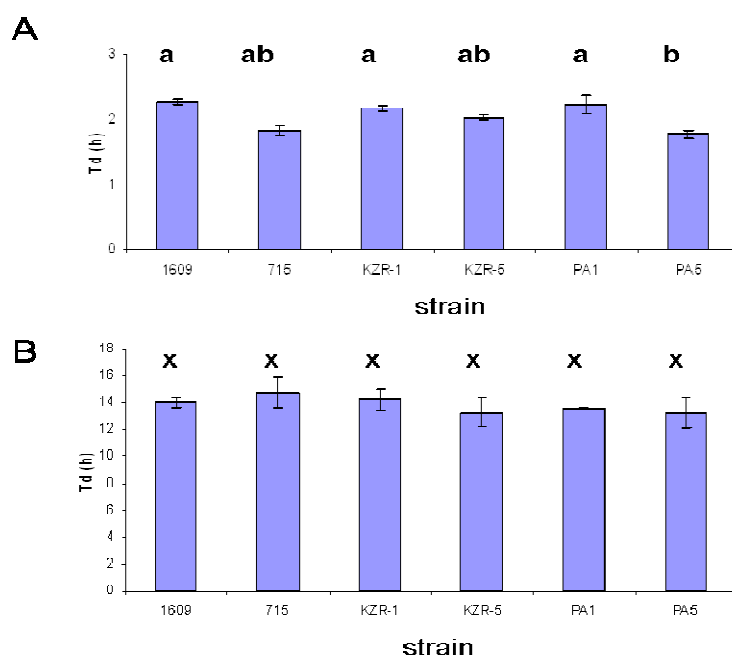 A
a ab a ab a b
3
2
1
0
Td (h)
1609 715 KZR-1 KZR-5 PA1 PA5
strain
B
x x x x x x
18
16
14
12
10
8
6
4
2
0
Td (h)
1609 715 KZR-1 KZR-5 PA1 PA5
strain